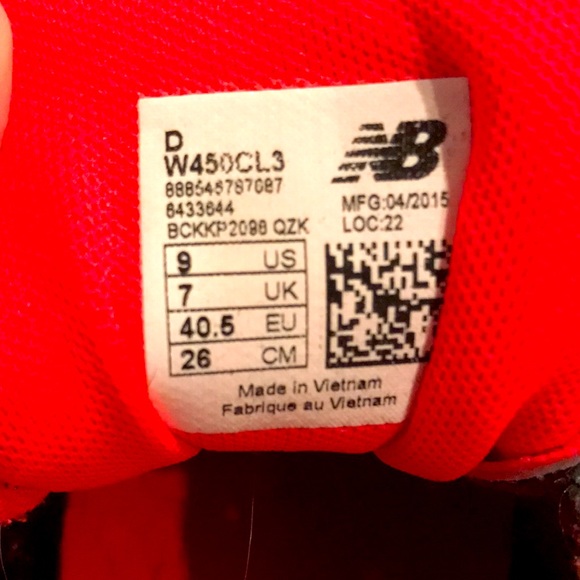 D
W450CL3
888546787087
6433644
BCKKP2098 QZK
NB
MFG:04/2015
LOC:22
9 US
7 UK
40.5 EU
26 CM
Made in Vietnam
Fabrique au Vietnam